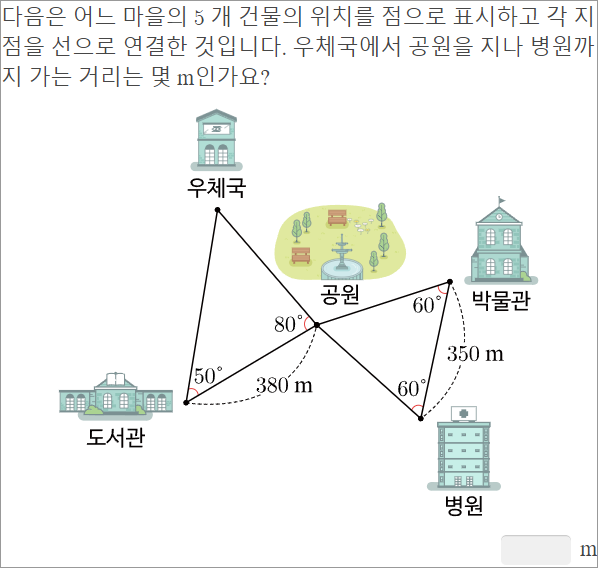 다음은 어느 마을의 5 개 건물의 위치를 점으로 표시하고 각 지
점을 선으로 연결한 것입니다. 우체국에서 공원을 지나 병원까
지 가는 거리는 몇 m인가요?
우체국
공원
박물관
80°
60°
350 m
50°
380 m
60°
도서관
병원
m